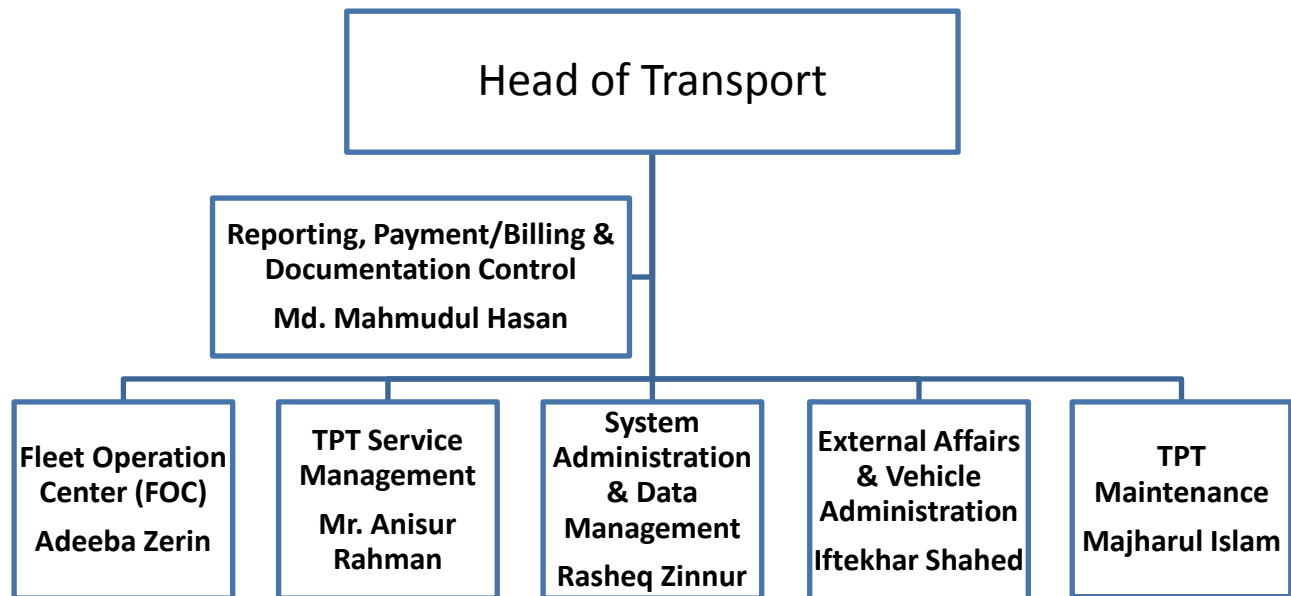 Head of Transport
Reporting, Payment/Billing &
Documentation Control
Md. Mahmudul Hasan
Fleet Operation
Center (FOC)
Adeeba Zerin
TPT Service
Management
Mr. Anisur
Rahman
System
Administration
& Data
Management
Rasheq Zinnur
External Affairs
& Vehicle
Administration
Iftekhar Shahed
TPT
Maintenance
Majharul Islam